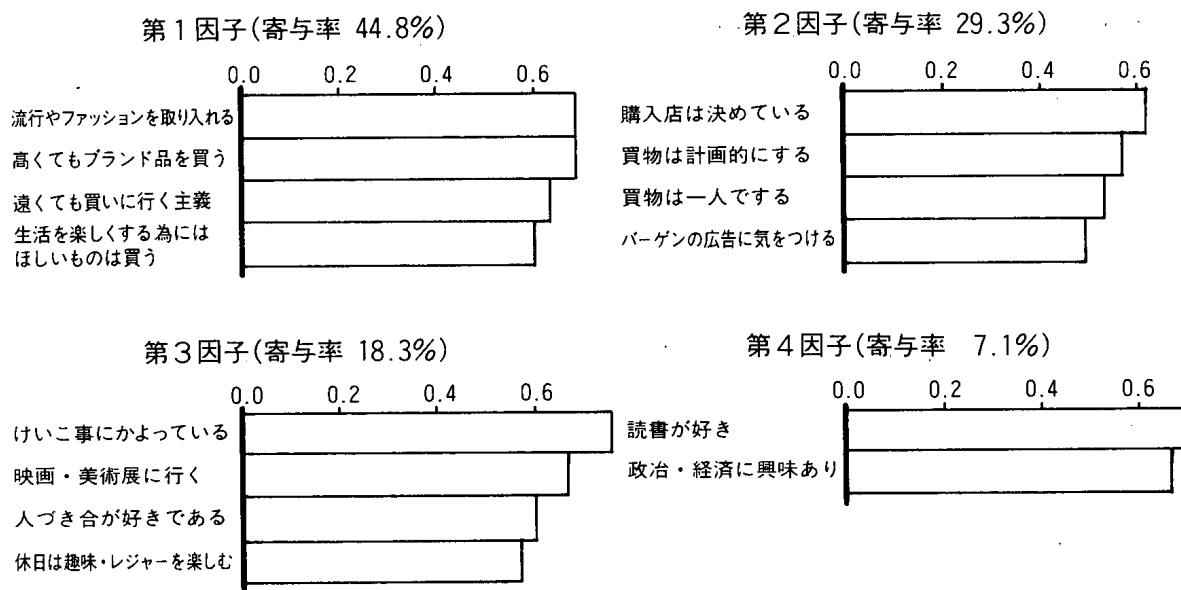 第1因子(寄与率 44.8%)
0.0 0.2 0.4 0.6
流行やファッションを取り入れる
高くてもブランド品を買う
遠くても買いに行く主義
生活を楽しくする為には
ほしいものは買う
第2因子(寄与率 29.3%)
0.0 0.2 0.4 0.6
購入店は決めている
買物は計画的にする
買物は一人でする
バーゲンの広告に気をつける
第3因子(寄与率 18.3%)
0.0 0.2 0.4 0.6
けいこ事にかよっている
映画・美術展に行く
人づき合が好きである
休日は趣味・レジャーを楽しむ
第4因子(寄与率 7.1%)
0.0 0.2 0.4 0.6
読書が好き
政治・経済に興味あり